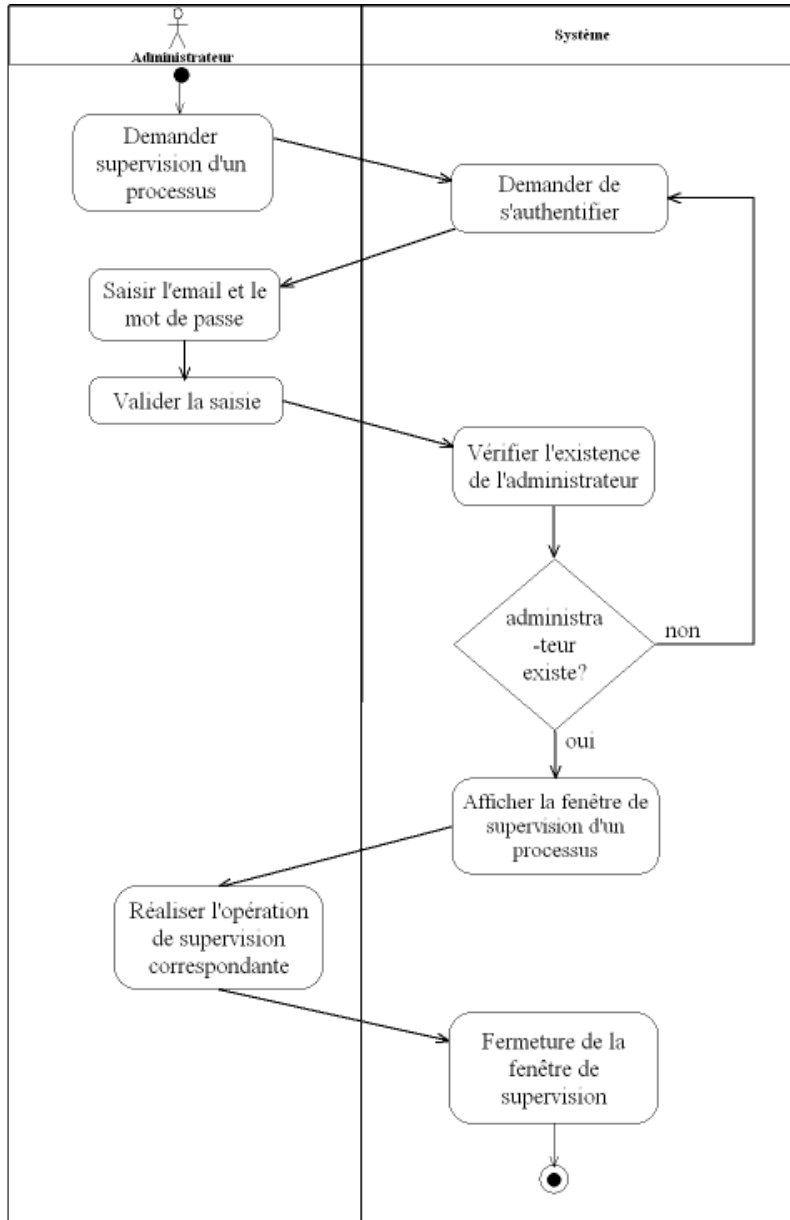 Administrateur
Système
Demander
supervision d'un
processus
Demander de
s'authentifier
Saisir l'email et le
mot de passe
Valider la saisie
Vérifier l'existence
de l'administrateur
administra
-teur
existe?
non
oui
Afficher la fenêtre de
supervision d'un
processus
Réaliser l'opération
de supervision
correspondante
Fermeture de la
fenêtre de
supervision